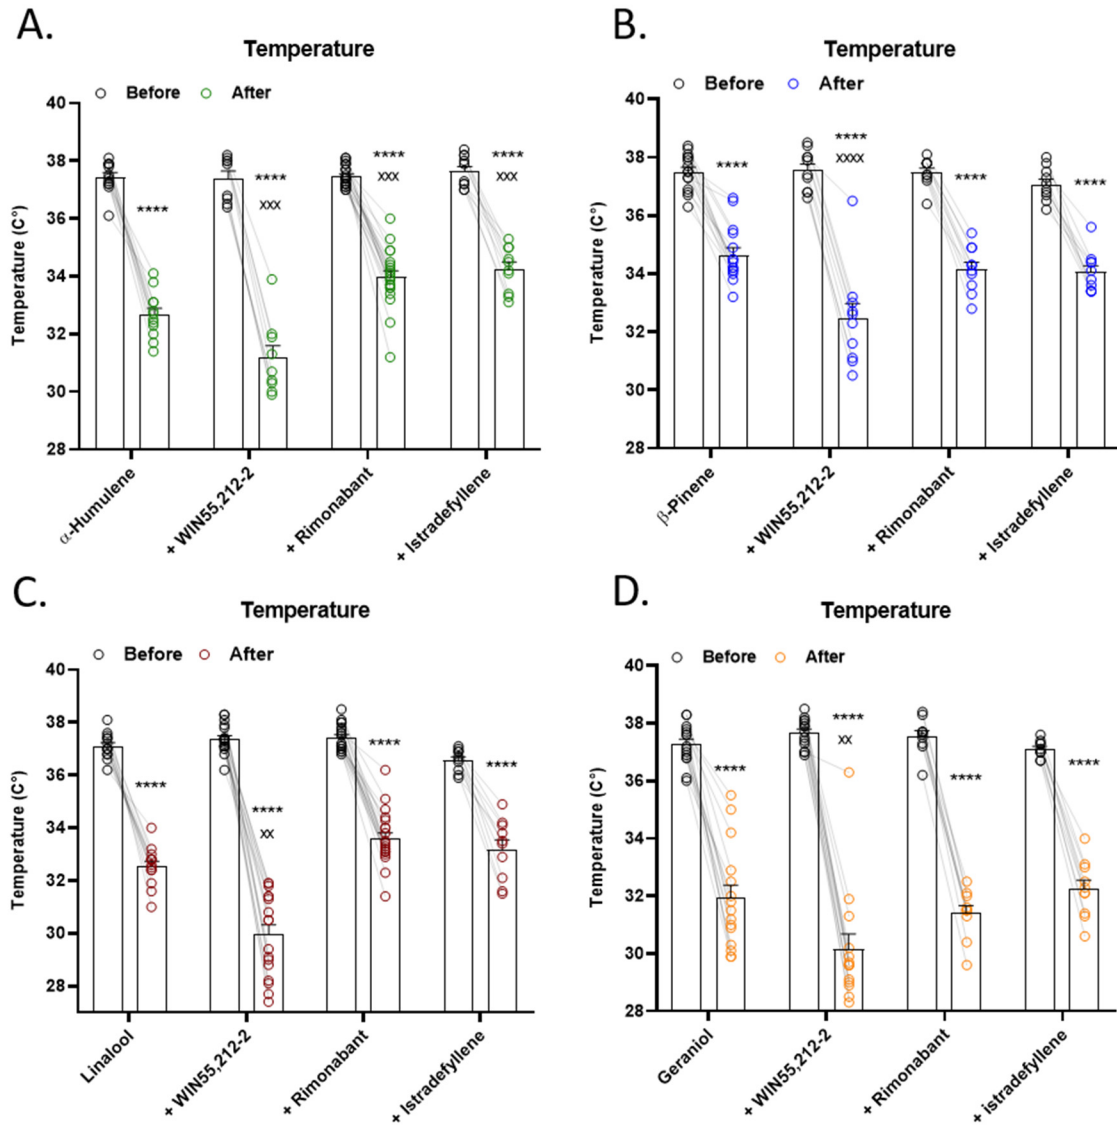 A.
Temperature
Before After
40
38
36
34
32
30
28
Temperature (C°)
****
****
XXX
****
XXX
****
XXX
α-Humulene
+ WIN55,212-2
+ Rimonabant
+ Istradefyllene
B.
Temperature
Before After
40
38
36
34
32
30
28
Temperature (C°)
****
****
XXXX
****
****
β-Pinene
+ WIN55,212-2
+ Rimonabant
+ Istradefyllene
C.
Temperature
Before After
40
38
36
34
32
30
28
Temperature (C°)
****
****
XX
****
****
Linalool
+ WIN55,212-2
+ Rimonabant
+ Istradefyllene
D.
Temperature
Before After
40
38
36
34
32
30
28
Temperature (C°)
****
****
XX
****
****
Geraniol
+ WIN55,212-2
+ Rimonabant
+ istradefyllene